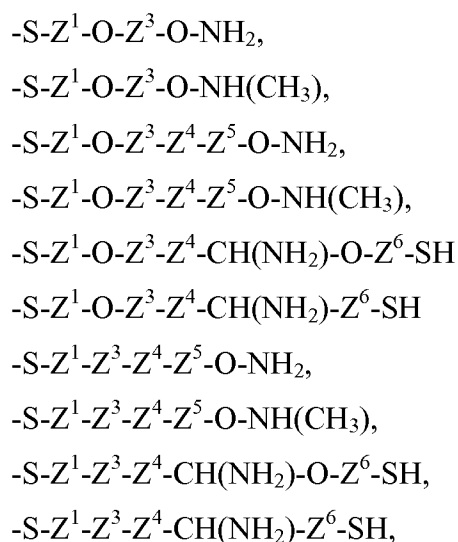 -S-Z¹-O-Z³-O-NH₂,
-S-Z¹-O-Z³-O-NH(CH₃),
-S-Z¹-O-Z³-Z⁴-Z⁵-O-NH₂,
-S-Z¹-O-Z³-Z⁴-Z⁵-O-NH(CH₃),
-S-Z¹-O-Z³-Z⁴-CH(NH₂)-O-Z⁶-SH
-S-Z¹-O-Z³-Z⁴-CH(NH₂)-Z⁶-SH
-S-Z¹-Z³-Z⁴-Z⁵-O-NH₂,
-S-Z¹-Z³-Z⁴-Z⁵-O-NH(CH₃),
-S-Z¹-Z³-Z⁴-CH(NH₂)-O-Z⁶-SH,
-S-Z¹-Z³-Z⁴-CH(NH₂)-Z⁶-SH,